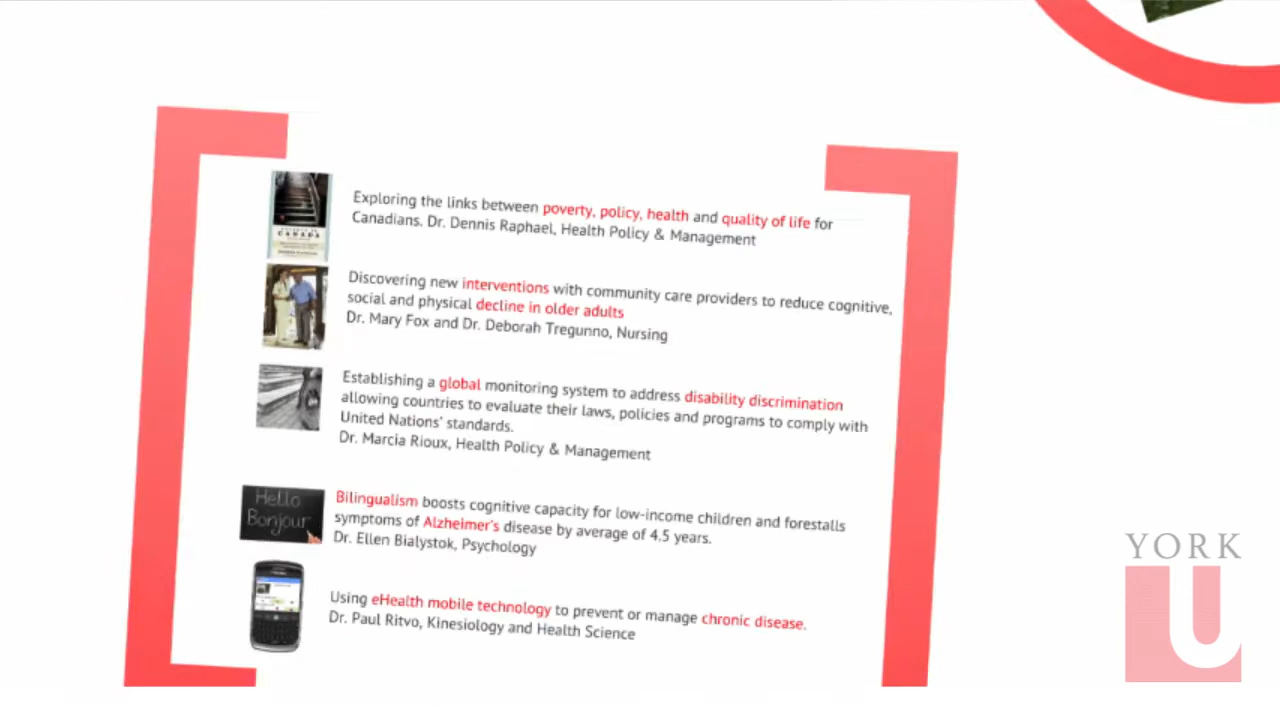 Exploring the links between poverty, policy, health and quality of life for
Canadians. Dr. Dennis Raphael, Health Policy & Management
CANADA
Discovering new interventions with community care providers to reduce cognitive,
social and physical decline in older adults
Dr. Mary Fox and Dr. Deborah Tregunno, Nursing
Establishing a global monitoring system to address disability discrimination
allowing countries to evaluate their laws, policies and programs to comply with
United Nations' standards.
Dr. Marcia Rioux, Health Policy & Management
Hello
Bonjour
Bilingualism boosts cognitive capacity for low-income children and forestalls
symptoms of Alzheimer's disease by average of 4.5 years.
Dr. Ellen Bialystok, Psychology
Using eHealth mobile technology to prevent or manage chronic disease.
Dr. Paul Ritvo, Kinesiology and Health Science
YORK
U